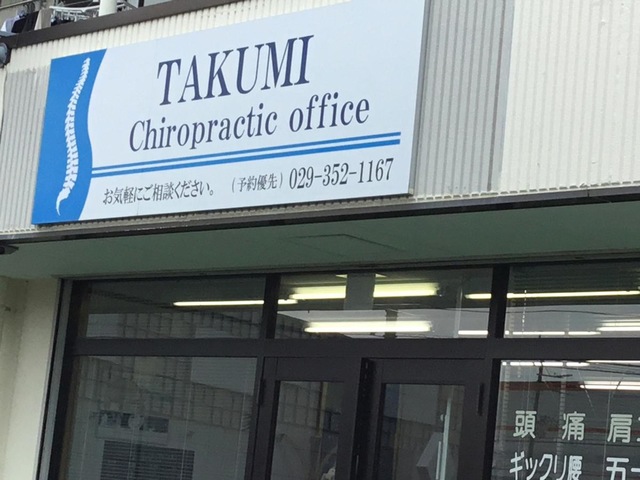 TAKUMI
Chiropractic office
お気軽にご相談ください。 (予約優先) 029-352-1167
頭 痛 肩
ギックリ腰 五